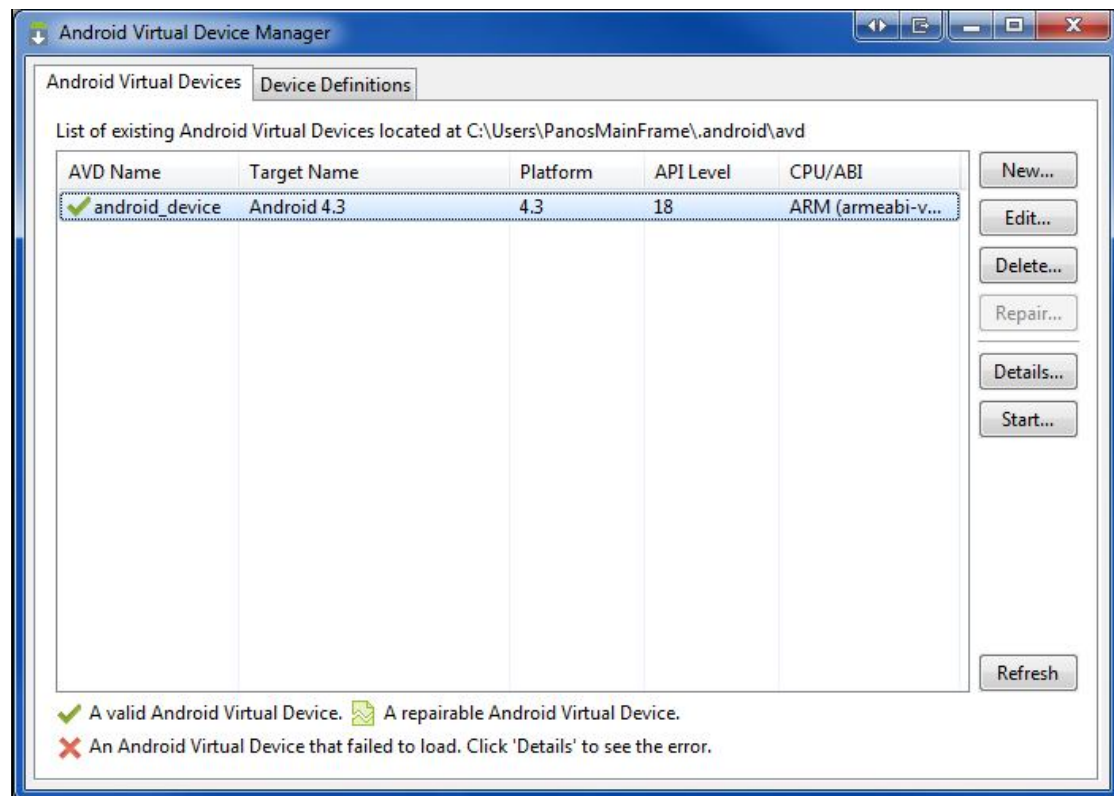 Android Virtual Device Manager
Android Virtual Devices Device Definitions
List of existing Android Virtual Devices located at C:\Users\PanosMainFrame\.android\avd
AVD Name Target Name Platform API Level CPU/ABI
android_device Android 4.3 4.3 18 ARM (armeabi-v...
New...
Edit...
Delete...
Repair...
Details...
Start...
Refresh
A valid Android Virtual Device. A repairable Android Virtual Device.
An Android Virtual Device that failed to load. Click 'Details' to see the error.